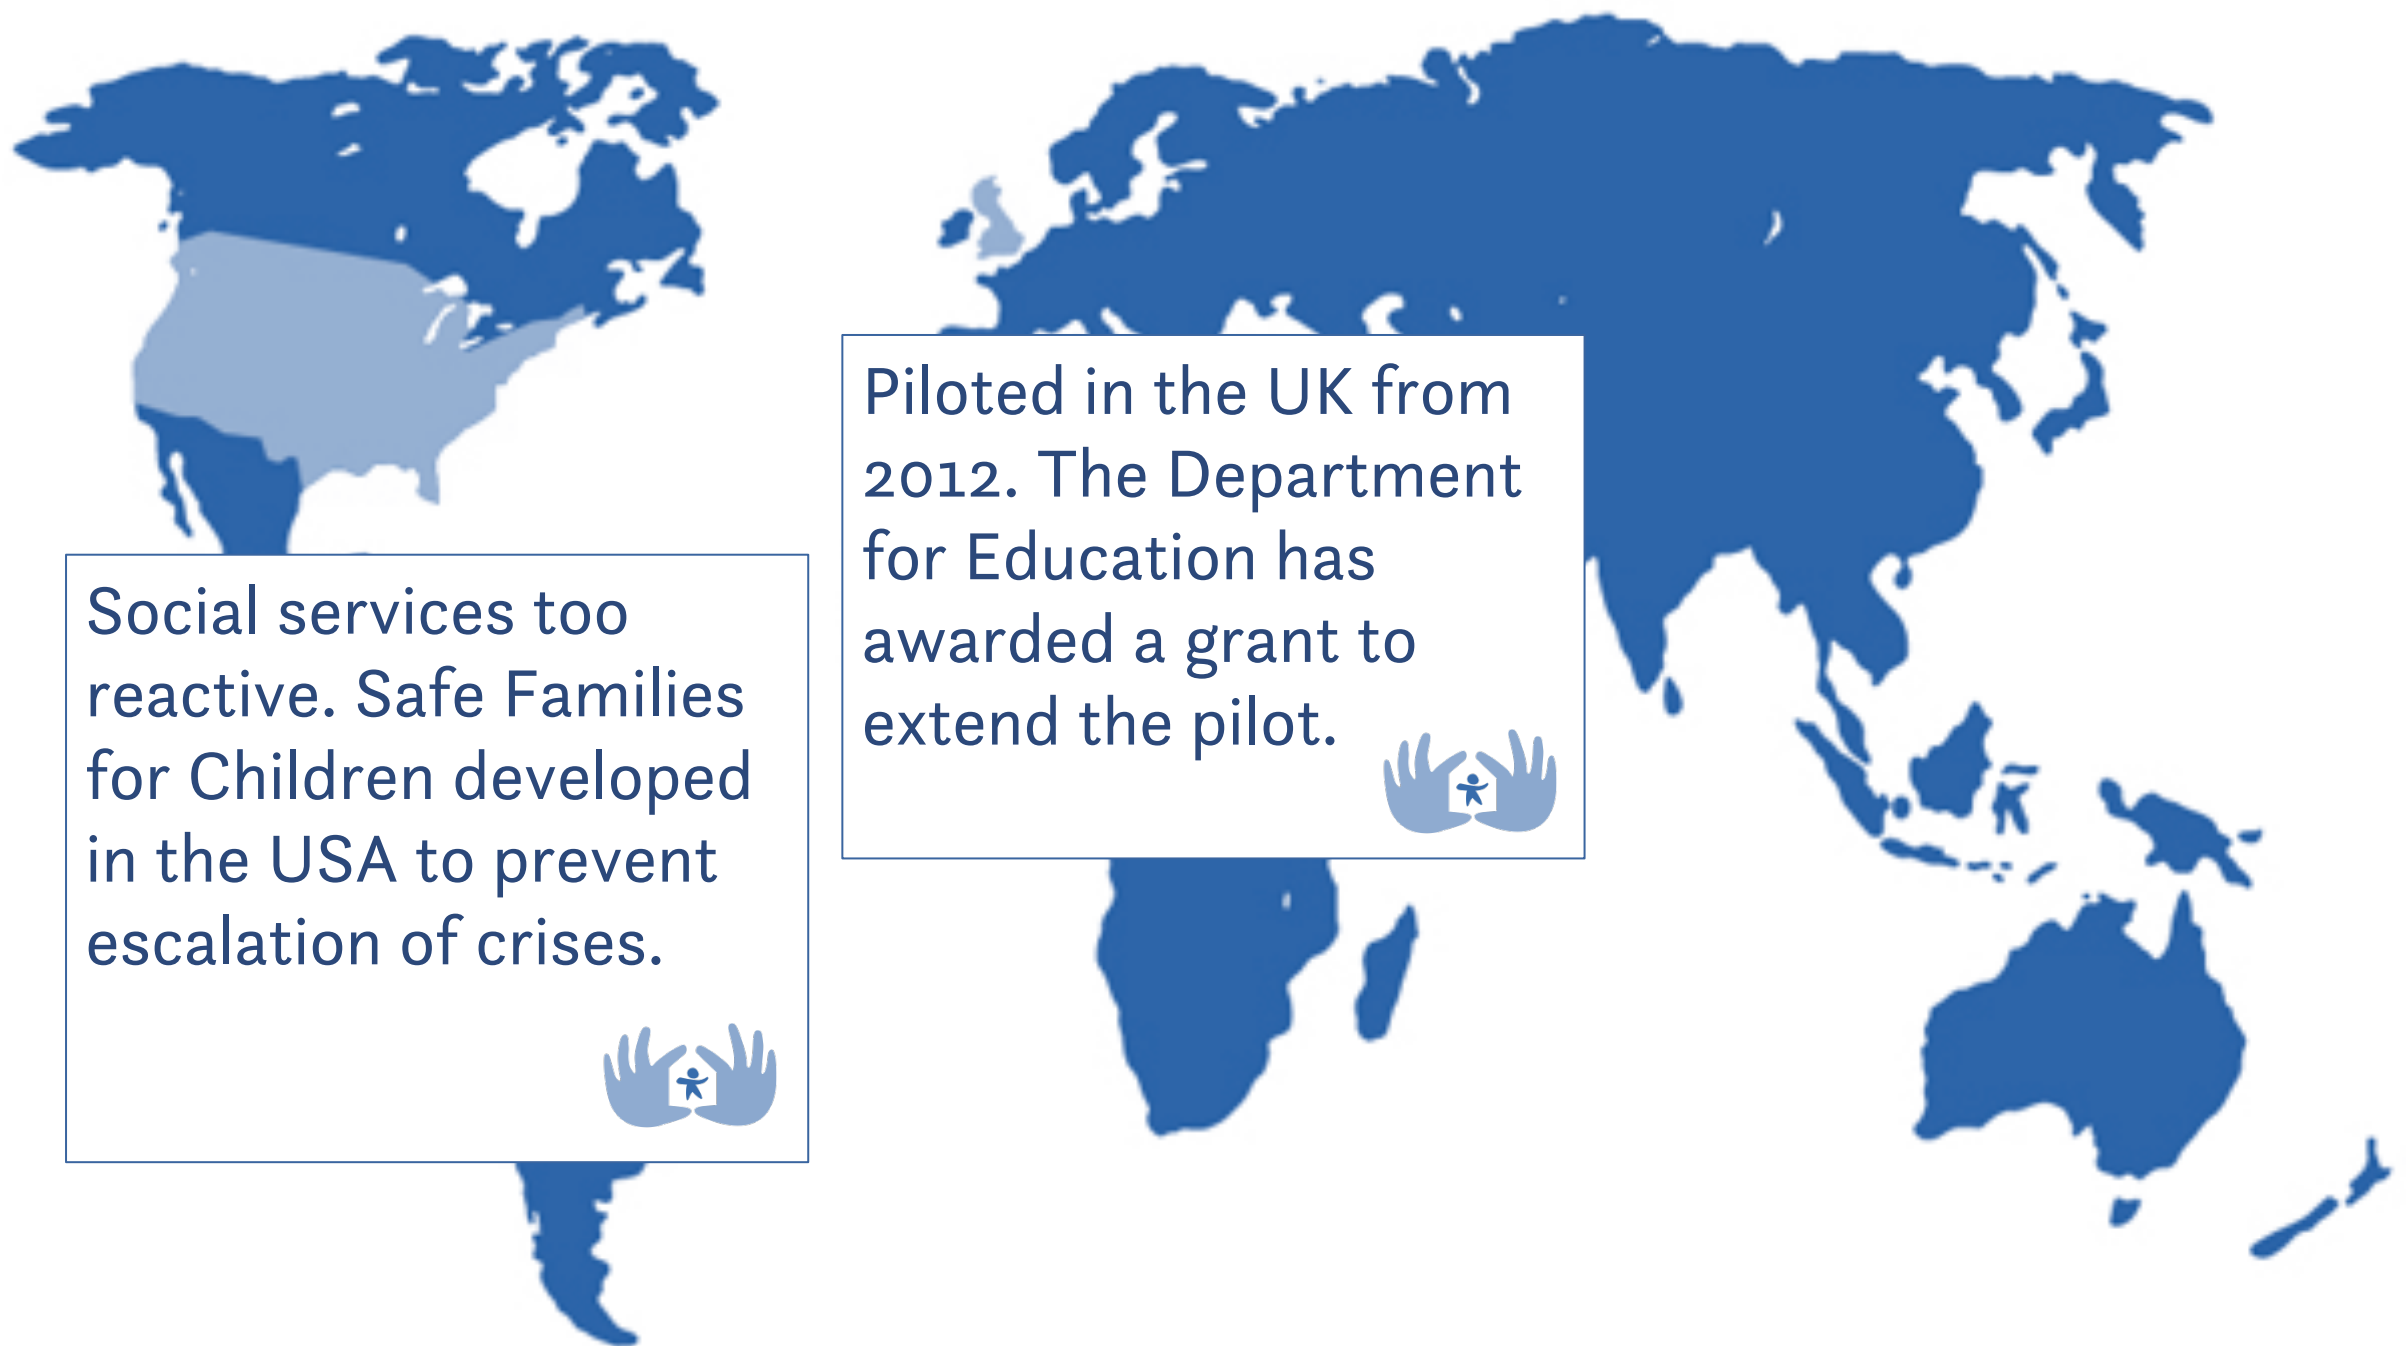 Social services too
reactive. Safe Families
for Children developed
in the USA to prevent
escalation of crises.
Piloted in the UK from
2012. The Department
for Education has
awarded a grant to
extend the pilot.